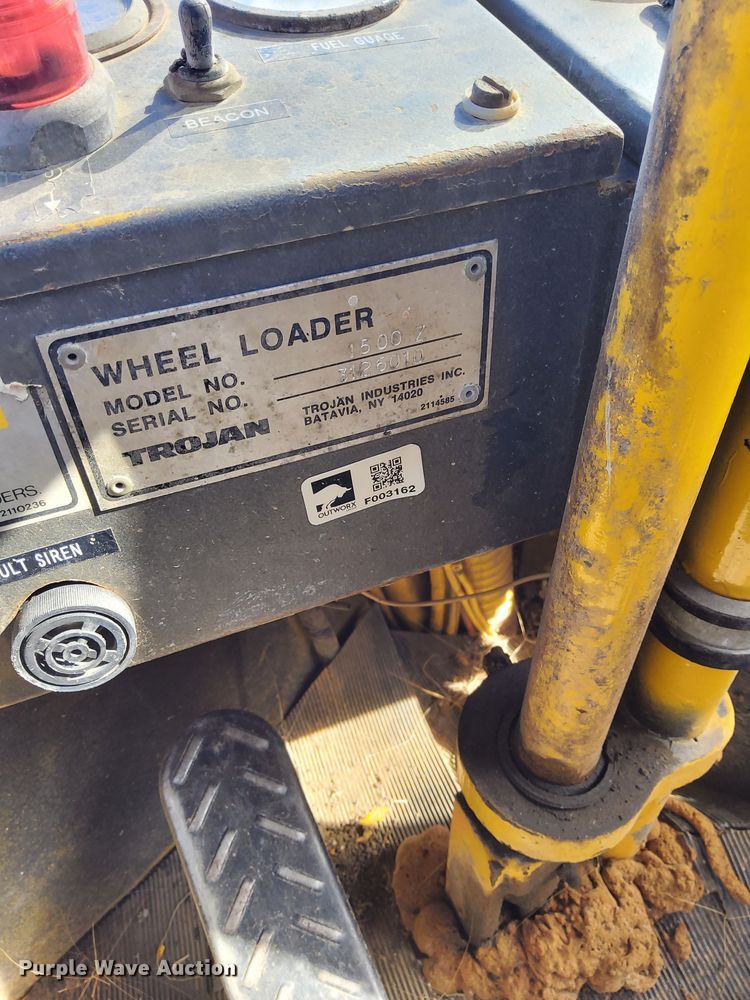 FUEL GUAGE
BEACON
WHEEL LOADER
MODEL NO. 1500 Z
SERIAL NO. 3126010
TROJAN
TROJAN INDUSTRIES INC.
BATAVIA, NY 14020
2114585
DERS.
2110236
OUTWORX
F003162
ULT SIREN
Purple Wave Auction